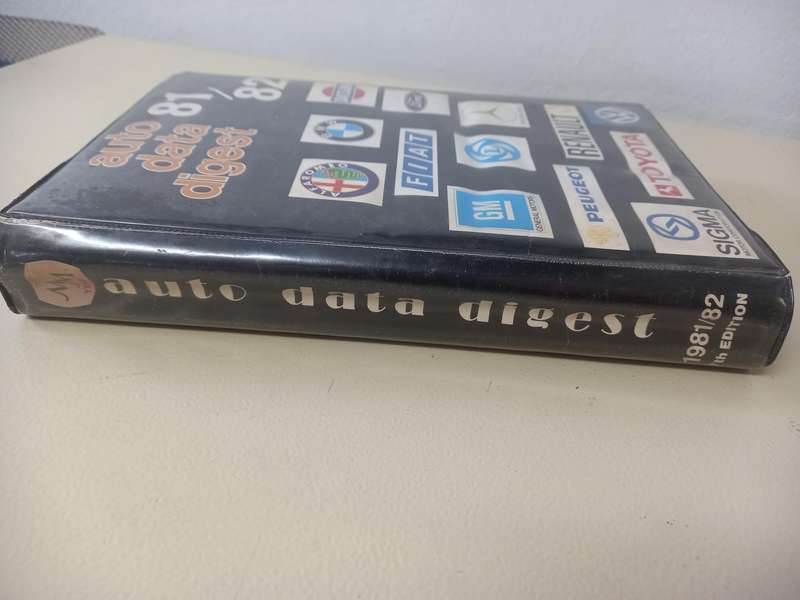 81/82
auto
data
digest
ALFA ROMEO
FIAT
GM
GENERAL MOTORS
PEUGEOT
RENAULT
TOYOTA
SIGMA
auto data digest
1981/82
th EDITION